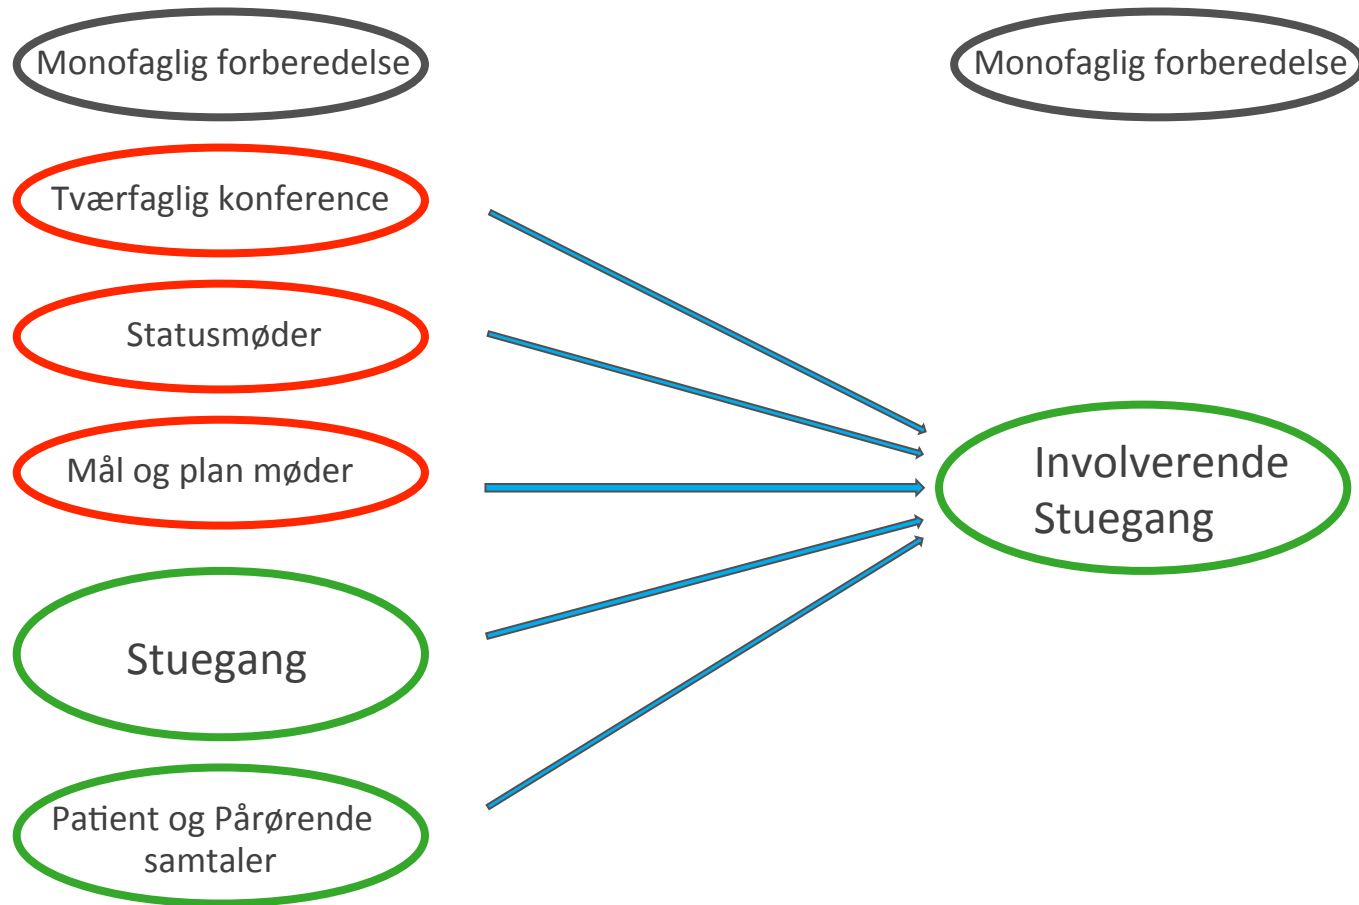 Monofaglig forberedelse
Monofaglig forberedelse
Tværfaglig konference
Statusmøder
Mål og plan møder
Involverende
Stuegang
Stuegang
Patient og Pårørende
samtaler